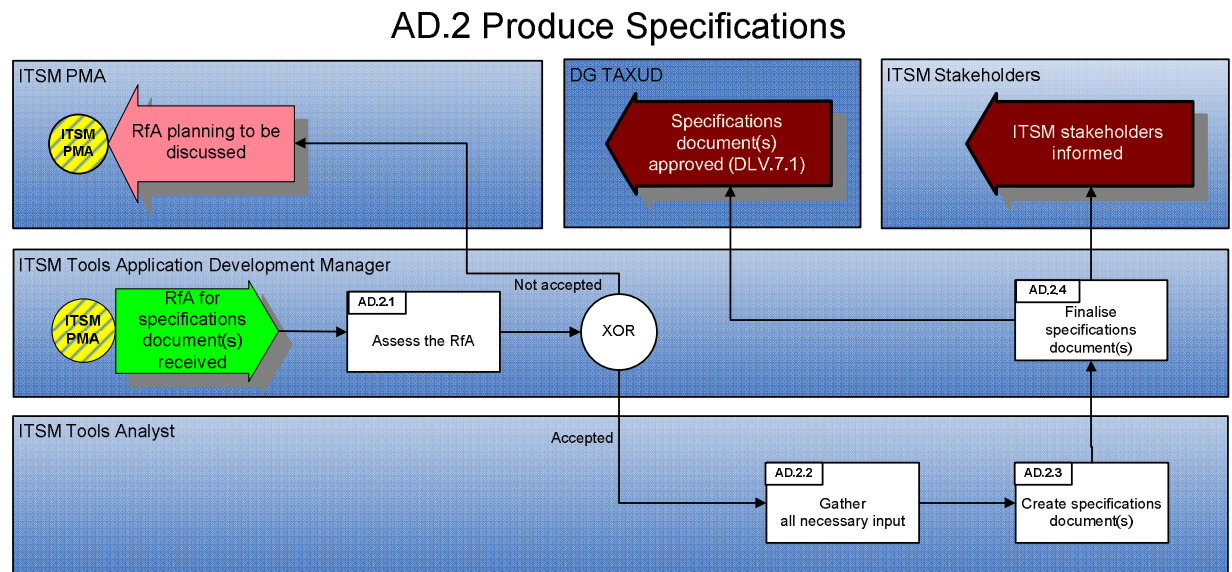 AD.2 Produce Specifications
ITSM PMA
ITSM
PMA
RfA planning to be
discussed
DG TAXUD
Specifications
document(s)
approved (DLV.7.1)
ITSM Stakeholders
ITSM stakeholders
informed
ITSM Tools Application Development Manager
ITSM
PMA
RfA for
specifications
document(s)
received
AD.2.1
Assess the RfA
Not accepted
XOR
AD.2.4
Finalise
specifications
document(s)
ITSM Tools Analyst
Accepted
AD.2.2
Gather
all necessary input
AD.2.3
Create specifications
document(s)